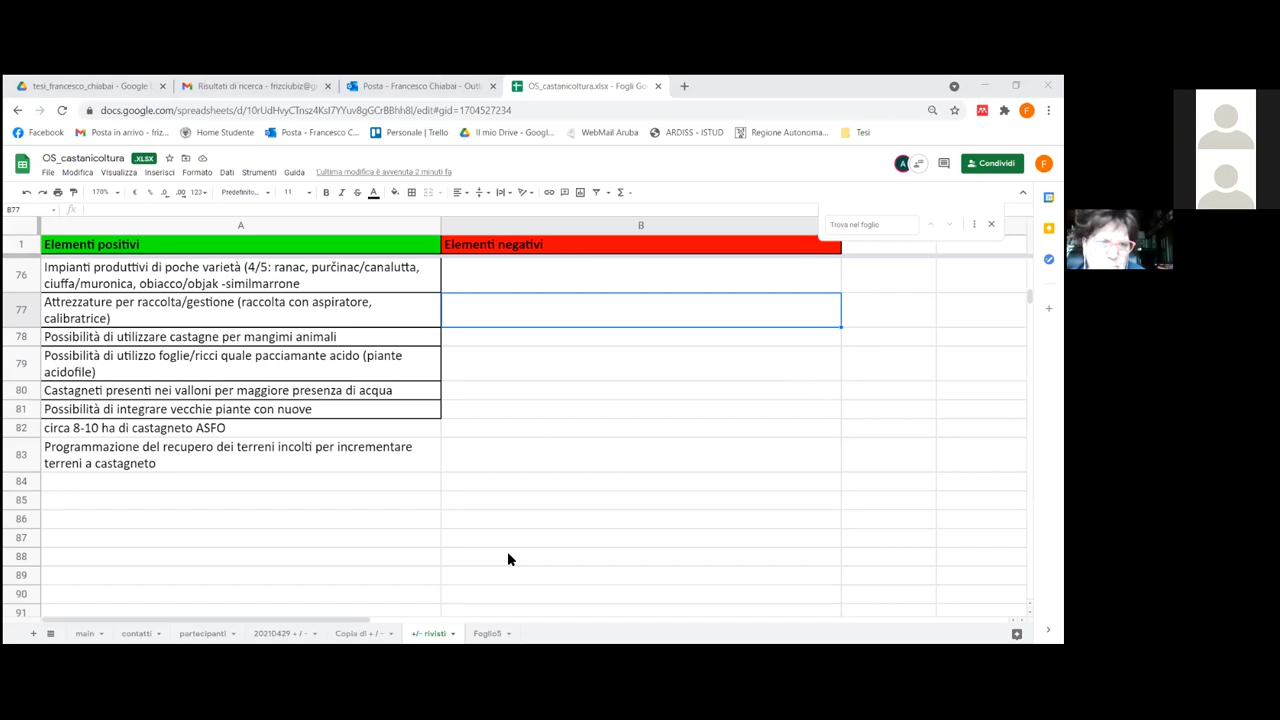 tesi_francesco_chiabai - Google
Risultati di ricerca - frizciubiz@g
Posta - Francesco Chiabai - Outl
OS_castanicoltura.xlsx - Fogli Go
docs.google.com/spreadsheets/d/10rUdHvyCTnsz4KsI7YYuv8gGCrBBhh8l/edit#gid=1704527234
F
Facebook
Posta in arrivo - friz...
Home Studente
Posta - Francesco C...
Personale | Trello
Il mio Drive - Googl...
WebMail Aruba
ARDISS - ISTUD
Regione Autonoma...
Tesi
OS_castanicoltura .XLSX
File Modifica Visualizza Inserisci Formato Dati Strumenti Guida L'ultima modifica è avvenuta 2 minuti fa
A
Condividi
F
170% € % .0 .00 123 Predefinito... 11 B I S A
B77 fx
Trova nel foglio
A B
1 Elementi positivi Elementi negativi
76 Impianti produttivi di poche varietà (4/5: ranac, purčinac/canalutta,
ciuffa/muronica, obiacco/objak -similmarrone
77 Attrezzature per raccolta/gestione (raccolta con aspiratore,
calibratrice)
78 Possibilità di utilizzare castagne per mangimi animali
79 Possibilità di utilizzo foglie/ricci quale pacciamante acido (piante
acidofile)
80 Castagneti presenti nei valloni per maggiore presenza di acqua
81 Possibilità di integrare vecchie piante con nuove
82 circa 8-10 ha di castagneto ASFO
83 Programmazione del recupero dei terreni incolti per incrementare
terreni a castagneto
84
85
86
87
88
89
90
91
main contatti partecipanti 20210429 + / - Copia di + / - +/- rivisti Foglio5